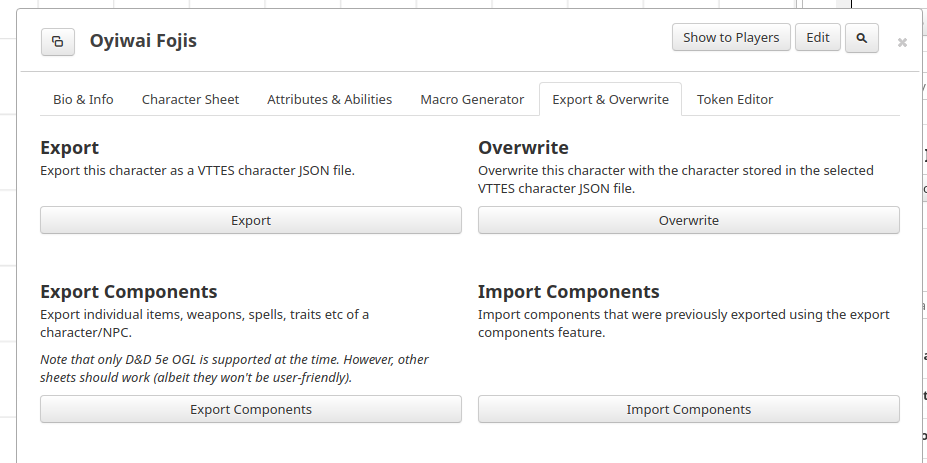 Oyiwai Fojis
Show to Players
Edit
Bio & Info
Character Sheet
Attributes & Abilities
Macro Generator
Export & Overwrite
Token Editor
Export
Export this character as a VTTES character JSON file.
Export
Overwrite
Overwrite this character with the character stored in the selected
VTTES character JSON file.
Overwrite
Export Components
Export individual items, weapons, spells, traits etc of a
character/NPC.
Note that only D&D 5e OGL is supported at the time. However, other
sheets should work (albeit they won't be user-friendly).
Export Components
Import Components
Import components that were previously exported using the export
components feature.
Import Components